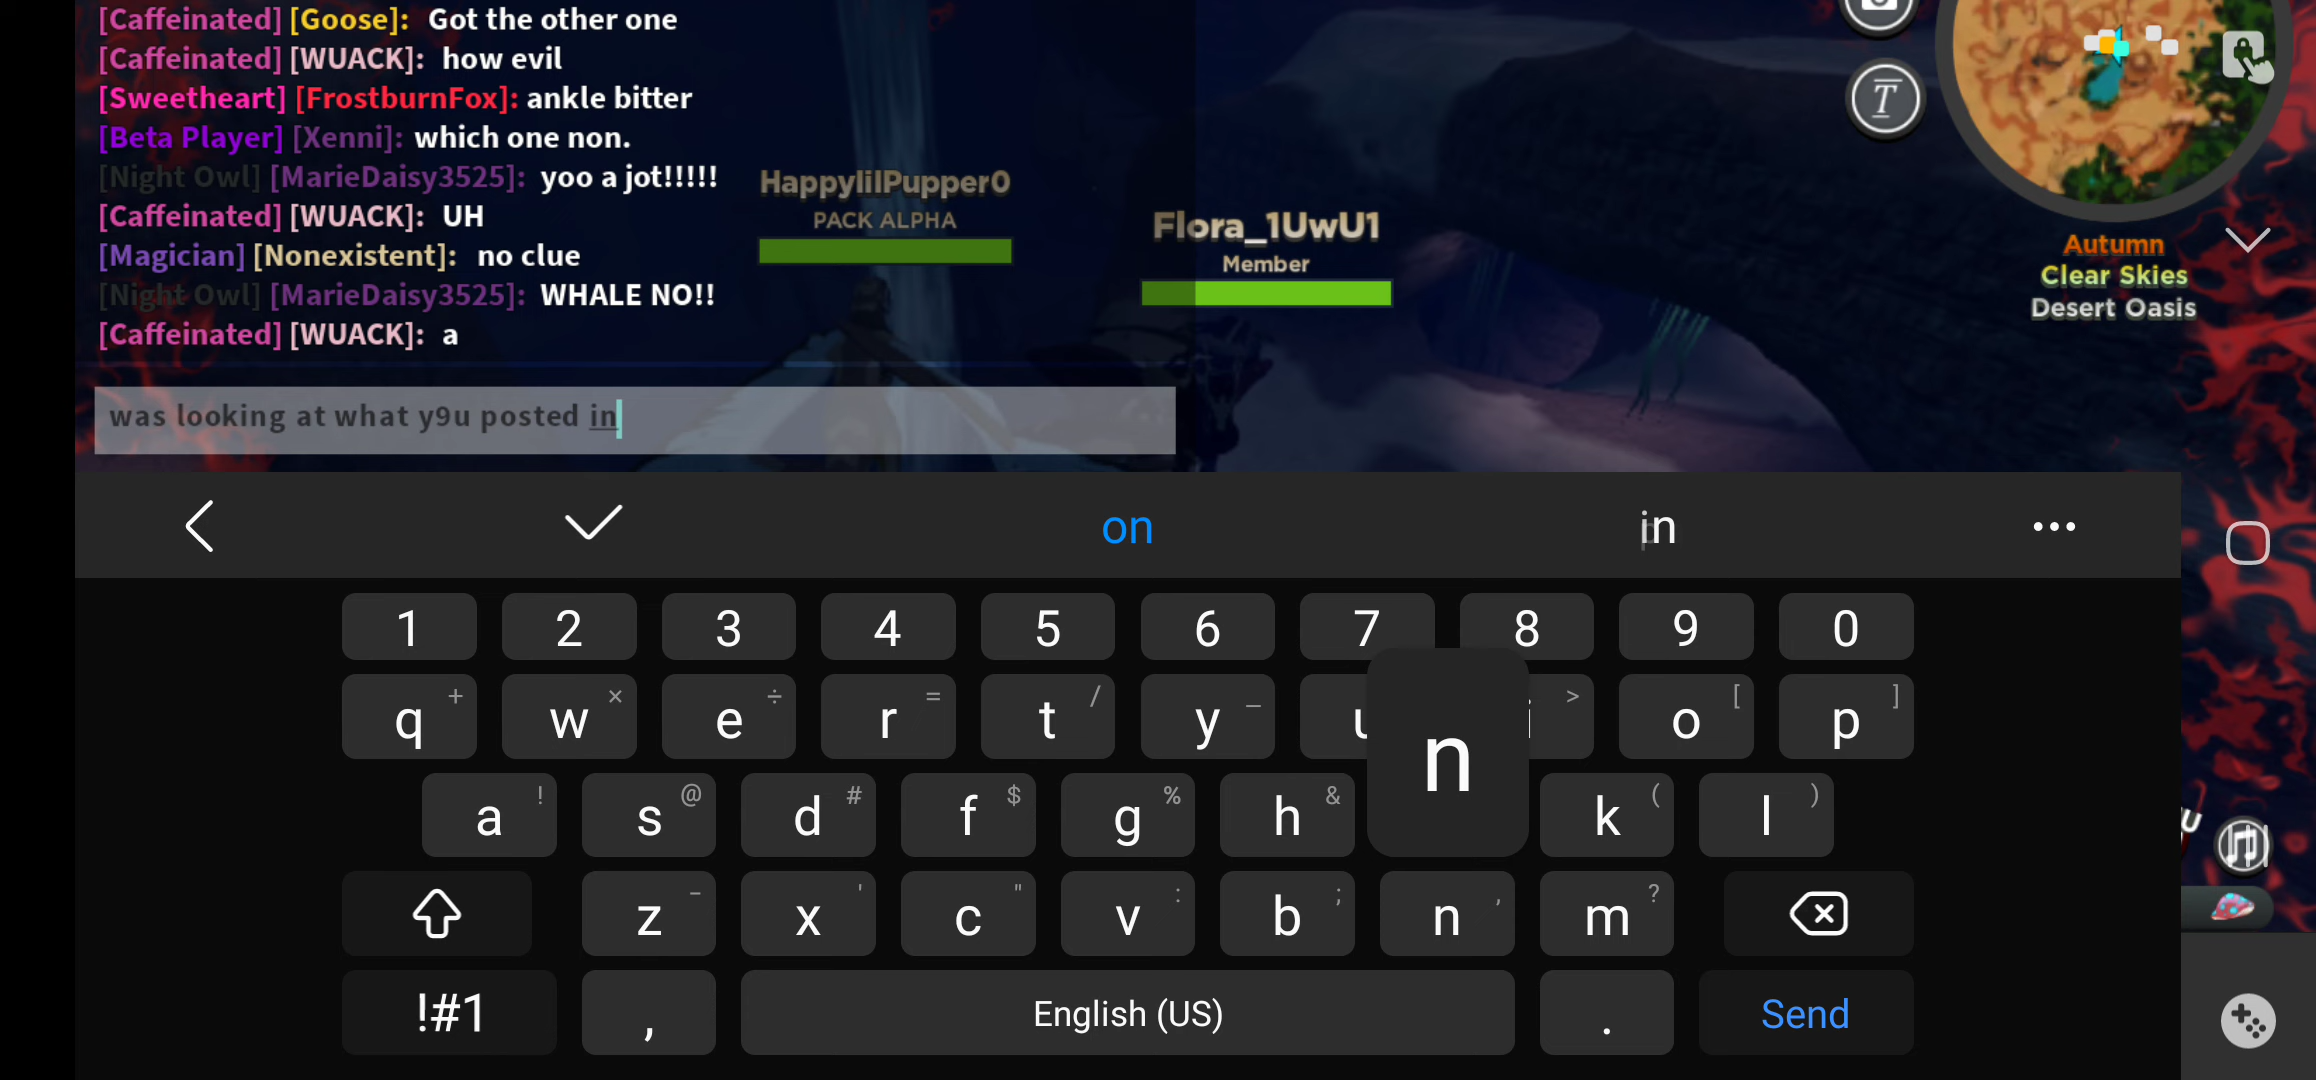 [Caffeinated] [Goose]: Got the other one
[Caffeinated] [WUACK]: how evil
[Sweetheart] [FrostburnFox]: ankle bitter
[Beta Player] [Xenni]: which one non.
[Night Owl] [MarieDaisy3525]: yoo a jot!!!!!
[Caffeinated] [WUACK]: UH
[Magician] [Nonexistent]: no clue
[Night Owl] [MarieDaisy3525]: WHALE NO!!
[Caffeinated] [WUACK]: a
HappylilPupper0
PACK ALPHA
Flora_1UwU1
Member
T
Autumn
Clear Skies
Desert Oasis
was looking at what y9u posted in
on in
1 2 3 4 5 6 7 8 9 0
q + w × e ÷ r = t / y _ u i > o [ p ]
n
a ! s @ d # f $ g % h & k ( l )
z - x ' c " v : b ; n , m ?
!#1 , English (US) . Send